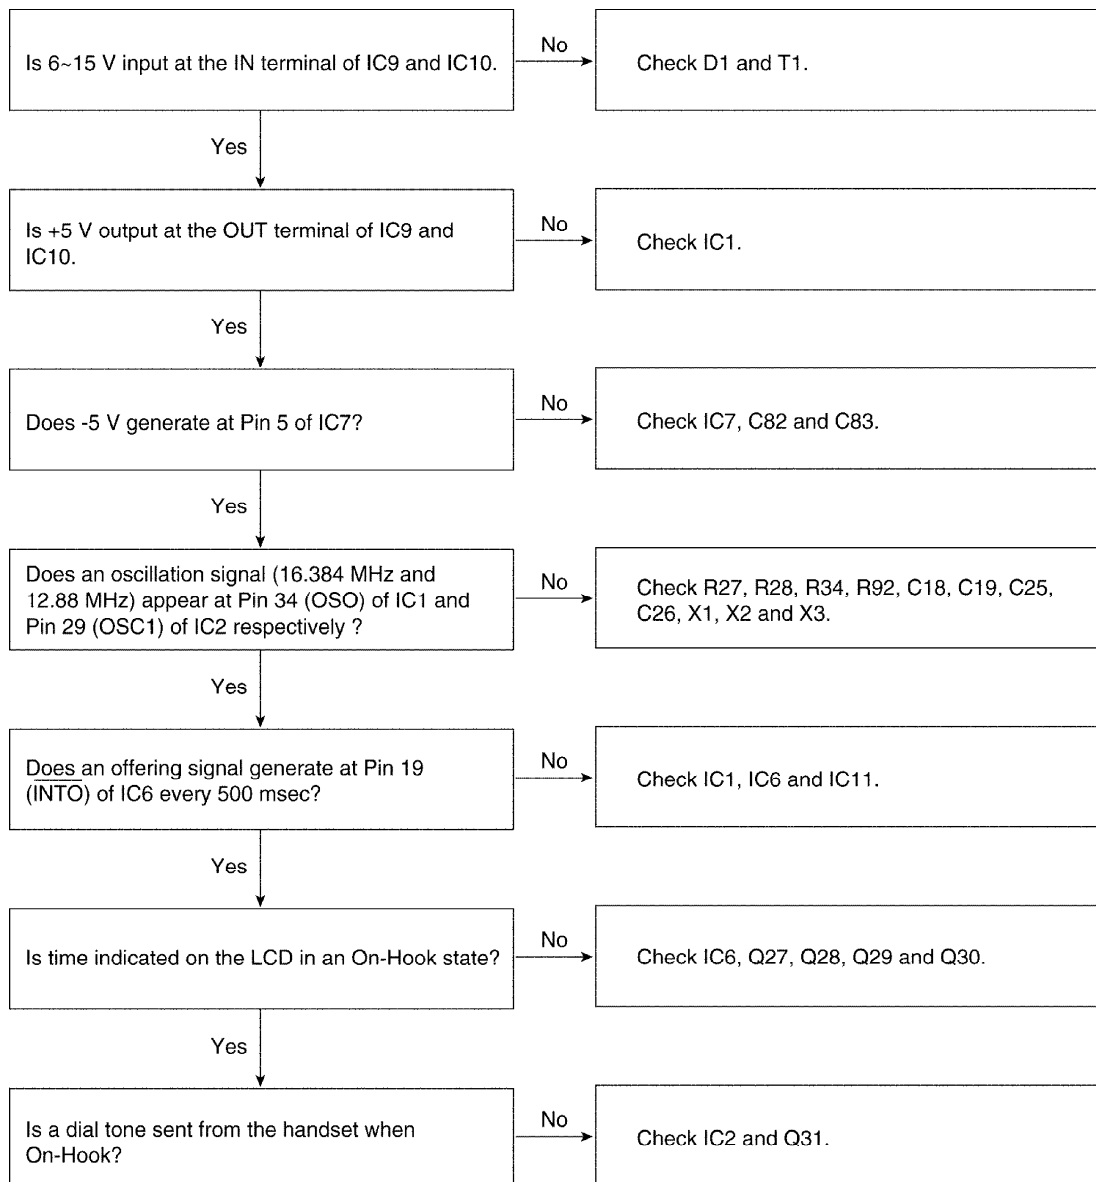 Is 6~15 V input at the IN terminal of IC9 and IC10.
No
Check D1 and T1.
Yes
Is +5 V output at the OUT terminal of IC9 and
IC10.
No
Check IC1.
Yes
Does -5 V generate at Pin 5 of IC7?
No
Check IC7, C82 and C83.
Yes
Does an oscillation signal (16.384 MHz and
12.88 MHz) appear at Pin 34 (OSO) of IC1 and
Pin 29 (OSC1) of IC2 respectively ?
No
Check R27, R28, R34, R92, C18, C19, C25,
C26, X1, X2 and X3.
Yes
Does an offering signal generate at Pin 19
(INTO) of IC6 every 500 msec?
No
Check IC1, IC6 and IC11.
Yes
Is time indicated on the LCD in an On-Hook state?
No
Check IC6, Q27, Q28, Q29 and Q30.
Yes
Is a dial tone sent from the handset when
On-Hook?
No
Check IC2 and Q31.